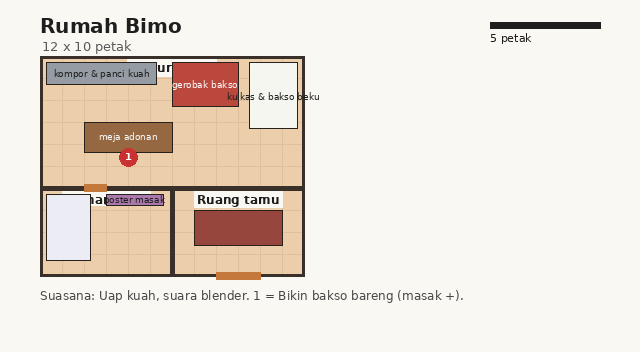 Rumah Bimo
12 x 10 petak
5 petak
kompor & panci kuah
gerobak bakso
kulkas & bakso beku
meja adonan
1
poster masak
Ruang tamu
Suasana: Uap kuah, suara blender. 1 = Bikin bakso bareng (masak +).